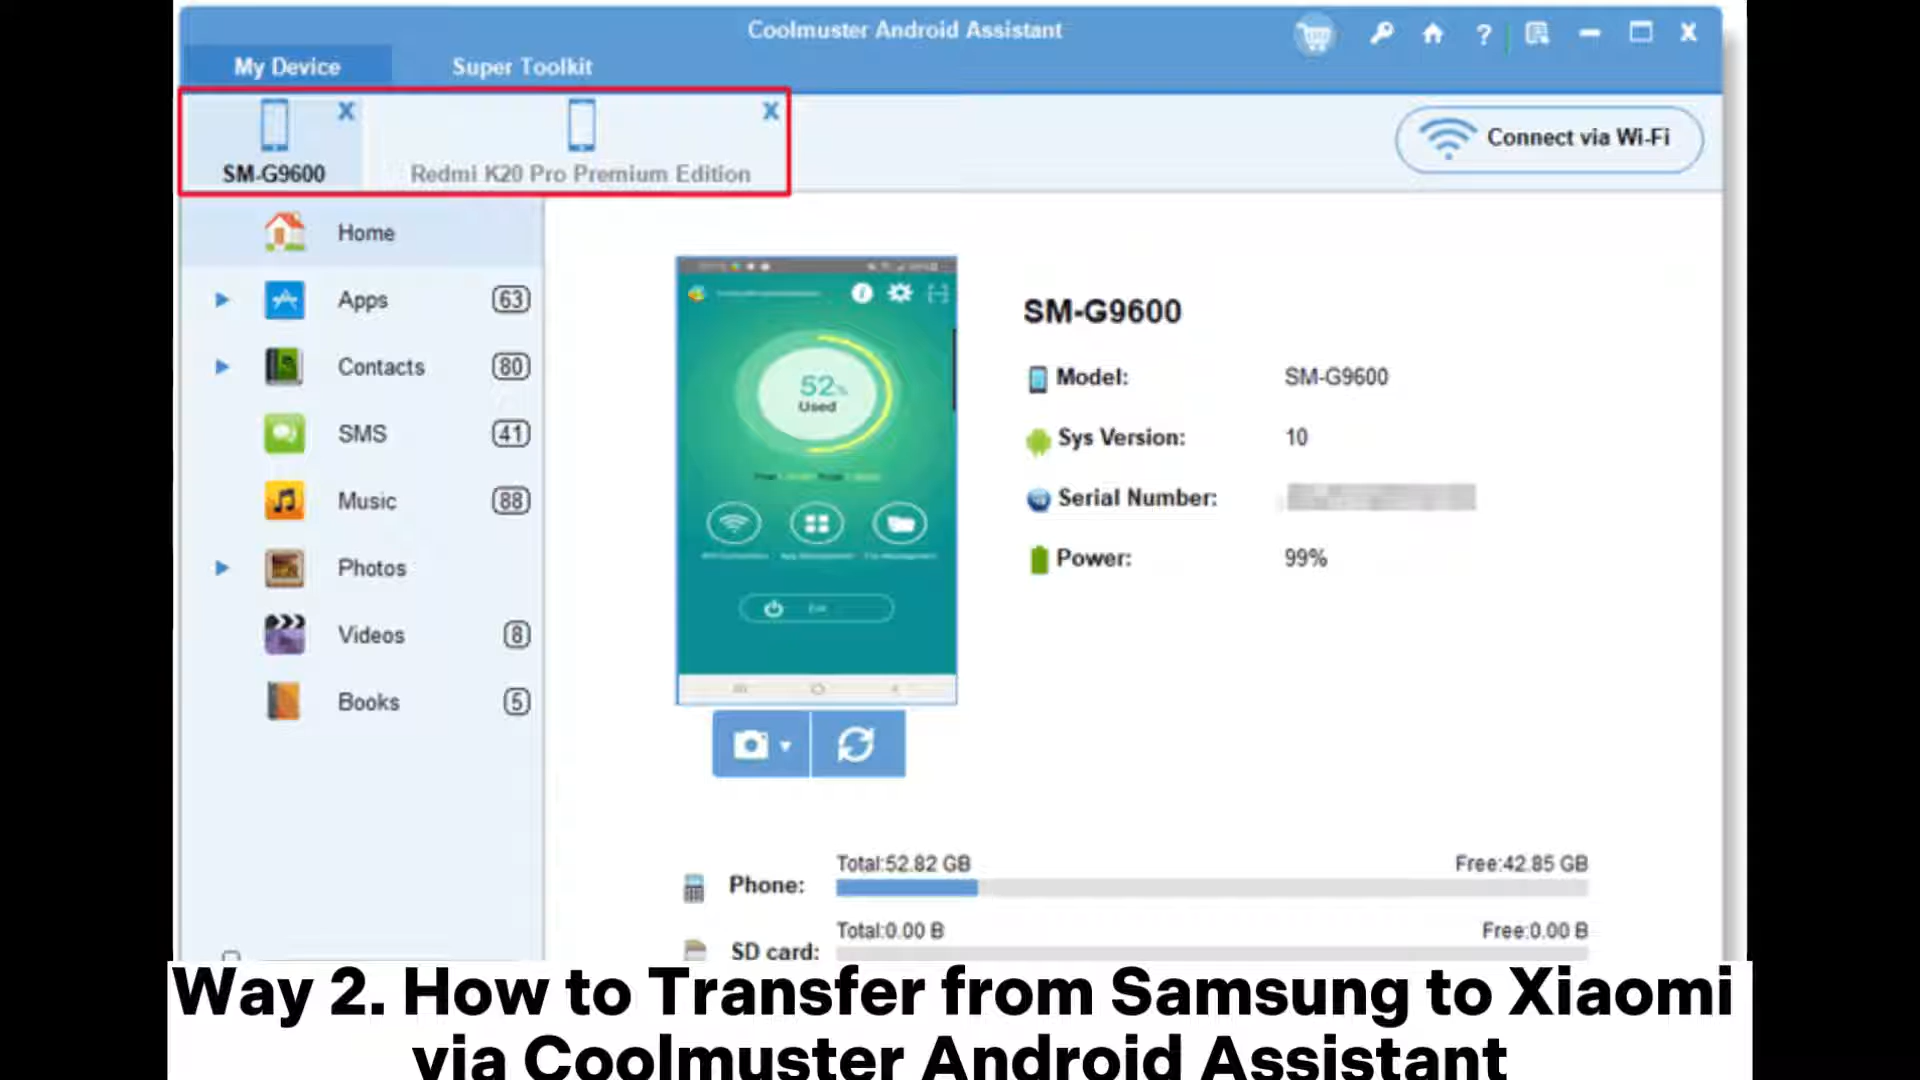 Coolmuster Android Assistant
?
My Device
Super Toolkit
SM-G9600
Redmi K20 Pro Premium Edition
Connect via Wi-Fi
Home
Apps 63
Contacts 80
SMS 41
Music 88
Photos
Videos 8
Books 5
52%
Used
Exit
SM-G9600
Model: SM-G9600
Sys Version: 10
Serial Number:
Power: 99%
Total:52.82 GB Free:42.85 GB
Phone:
Total:0.00 B Free:0.00 B
SD card:
Way 2. How to Transfer from Samsung to Xiaomi
via Coolmuster Android Assistant